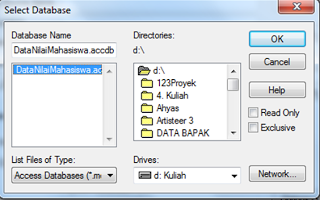 Select Database
Database Name
DataNilaiMahasiswa.accdb
DataNilaiMahasiswa.acc
Directories:
d:\
d:\
123Proyek
4. Kuliah
Ahyas
Artisteer 3
DATA BAPAK
OK
Cancel
Help
Read Only
Exclusive
List Files of Type:
Access Databases (*.m
Drives:
d: Kuliah
Network...